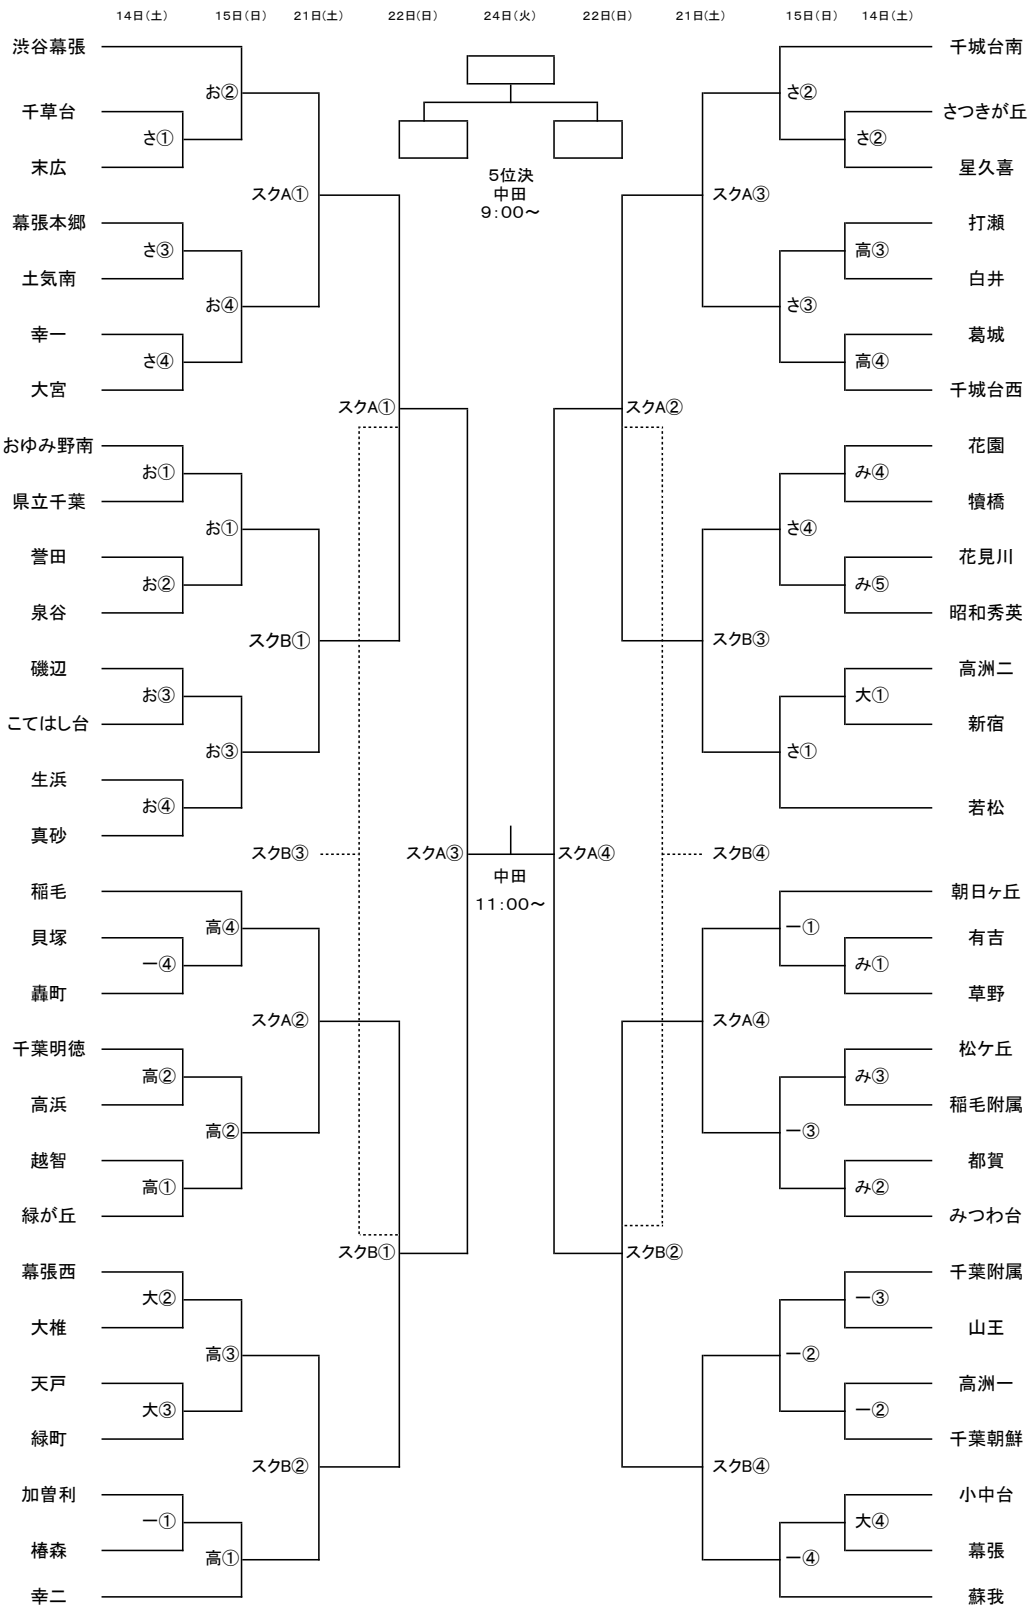 14日(土) 15日(日) 21日(土) 22日(日) 24日(火) 22日(日) 21日(土) 15日(日) 14日(土)
渋谷幕張
お②
千草台
さ①
末広
スクA①
幕張本郷
さ③
土気南
お④
幸一
さ④
大宮
スクA①
おゆみ野南
お①
県立千葉
お①
誉田
お②
泉谷
スクB①
磯辺
お③
こてはし台
お③
生浜
お④
真砂
スクB③
スクA③
稲毛
高④
貝塚
一④
轟町
スクA②
千葉明徳
高②
高浜
高②
越智
高①
緑が丘
スクB①
幕張西
大②
大椎
高③
天戸
大③
緑町
スクB②
加曽利
一①
椿森
高①
幸二
5位決
中田
9:00～
中田
11:00～
千城台南
さ②
さつきが丘
さ②
星久喜
スクA③
打瀬
高③
白井
さ③
葛城
高④
千城台西
スクA②
花園
み④
犢橋
さ④
花見川
み⑤
昭和秀英
スクB③
高洲二
大①
新宿
さ①
若松
スクA④
スクB④
朝日ヶ丘
一①
有吉
み①
草野
スクA④
松ケ丘
み③
稲毛附属
一③
都賀
み②
みつわ台
スクB②
千葉附属
一③
山王
一②
高洲一
一②
千葉朝鮮
スクB④
小中台
大④
幕張
一④
蘇我